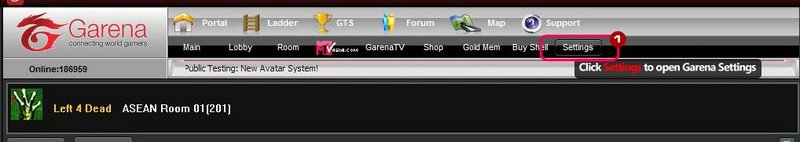 Garena
connecting world gamers
Portal Ladder GTS Forum Map Support
Main Lobby Room GarenaTV Shop Gold Mem Buy Shell Settings
1
Online:186959
Public Testing: New Avatar System!
Click Settings to open Garena Settings
Left 4 Dead ASEAN Room 01(201)